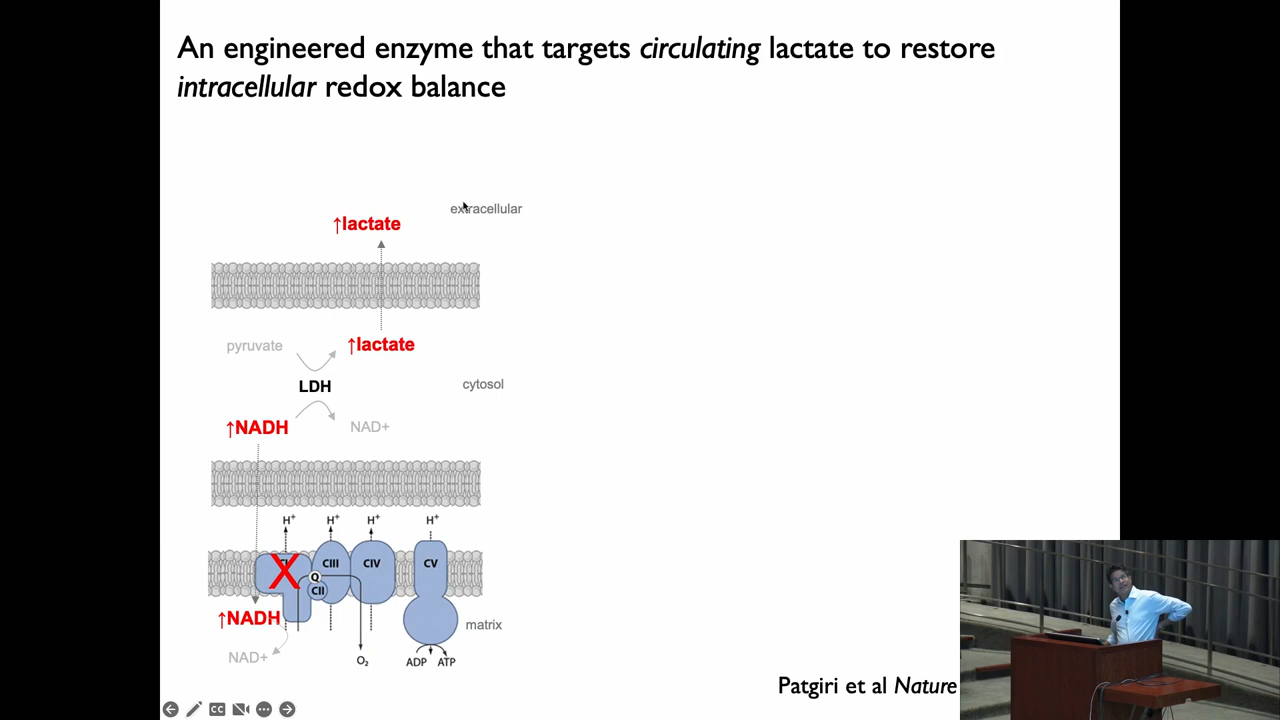 An engineered enzyme that targets circulating lactate to restore
intracellular redox balance
extracellular
↑lactate
pyruvate
↑lactate
LDH
cytosol
↑NADH
NAD+
H+ H+ H+ H+
X CIII CIV CV
Q
CII
↑NADH
matrix
NAD+
O2 ADP ATP
Patgiri et al Nature
CC